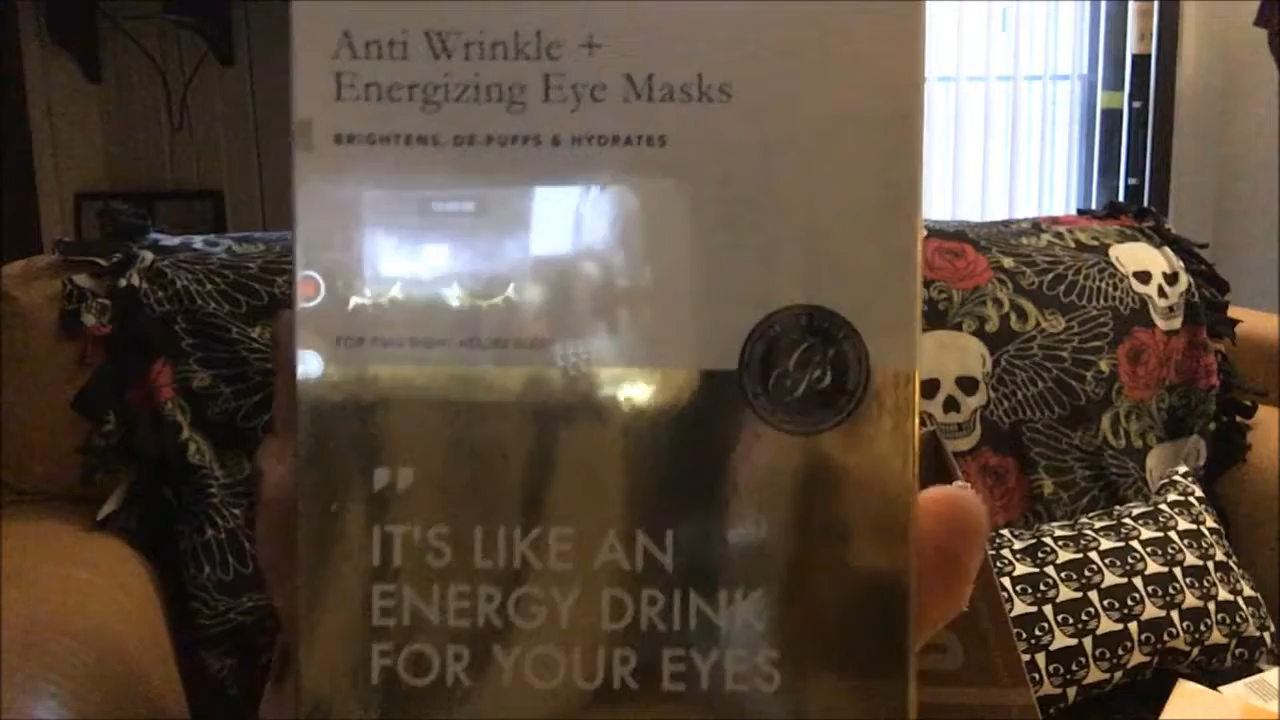 Anti Wrinkle +
Energizing Eye Masks
BRIGHTENS, DE-PUFFS & HYDRATES
"
IT'S LIKE AN
ENERGY DRINK
FOR YOUR EYES